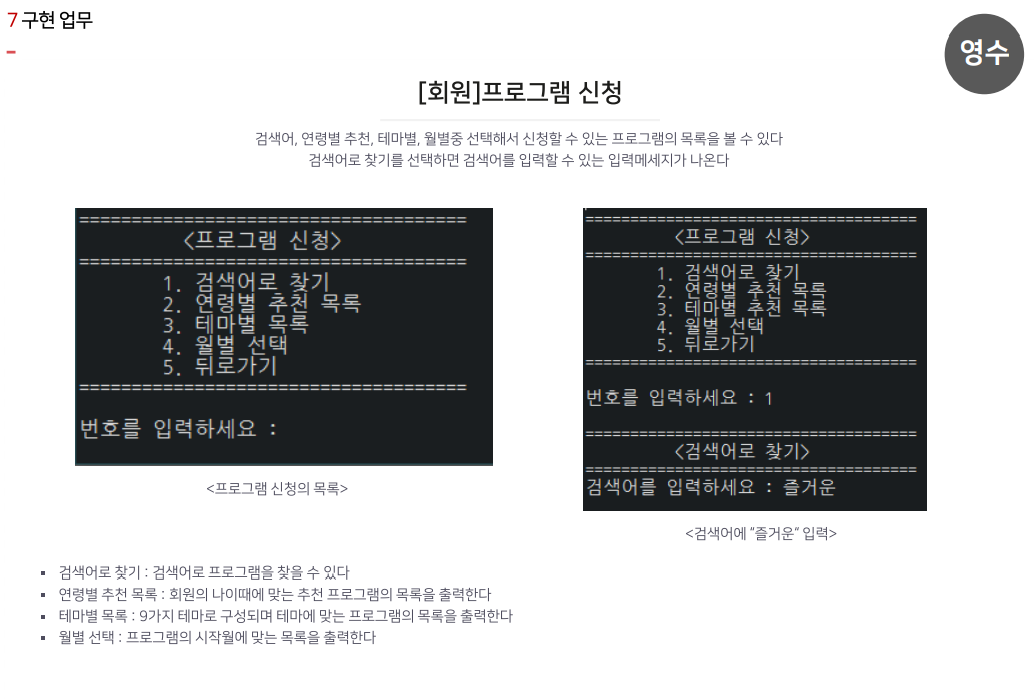 7 구현 업무
영수
[회원]프로그램 신청
검색어, 연령별 추천, 테마별, 월별중 선택해서 신청할 수 있는 프로그램의 목록을 볼 수 있다
검색어로 찾기를 선택하면 검색어를 입력할 수 있는 입력메세지가 나온다
=====================================
<프로그램 신청>
=====================================
1. 검색어로 찾기
2. 연령별 추천 목록
3. 테마별 목록
4. 월별 선택
5. 뒤로가기
=====================================
번호를 입력하세요 :
<프로그램 신청의 목록>
=====================================
<프로그램 신청>
=====================================
1. 검색어로 찾기
2. 연령별 추천 목록
3. 테마별 추천 목록
4. 월별 선택
5. 뒤로가기
=====================================
번호를 입력하세요 : 1
=====================================
<검색어로 찾기>
=====================================
검색어를 입력하세요 : 즐거운
<검색어에 “즐거운“ 입력>
▪ 검색어로 찾기 : 검색어로 프로그램을 찾을 수 있다
▪ 연령별 추천 목록 : 회원의 나이때에 맞는 추천 프로그램의 목록을 출력한다
▪ 테마별 목록 : 9가지 테마로 구성되며 테마에 맞는 프로그램의 목록을 출력한다
▪ 월별 선택 : 프로그램의 시작월에 맞는 목록을 출력한다